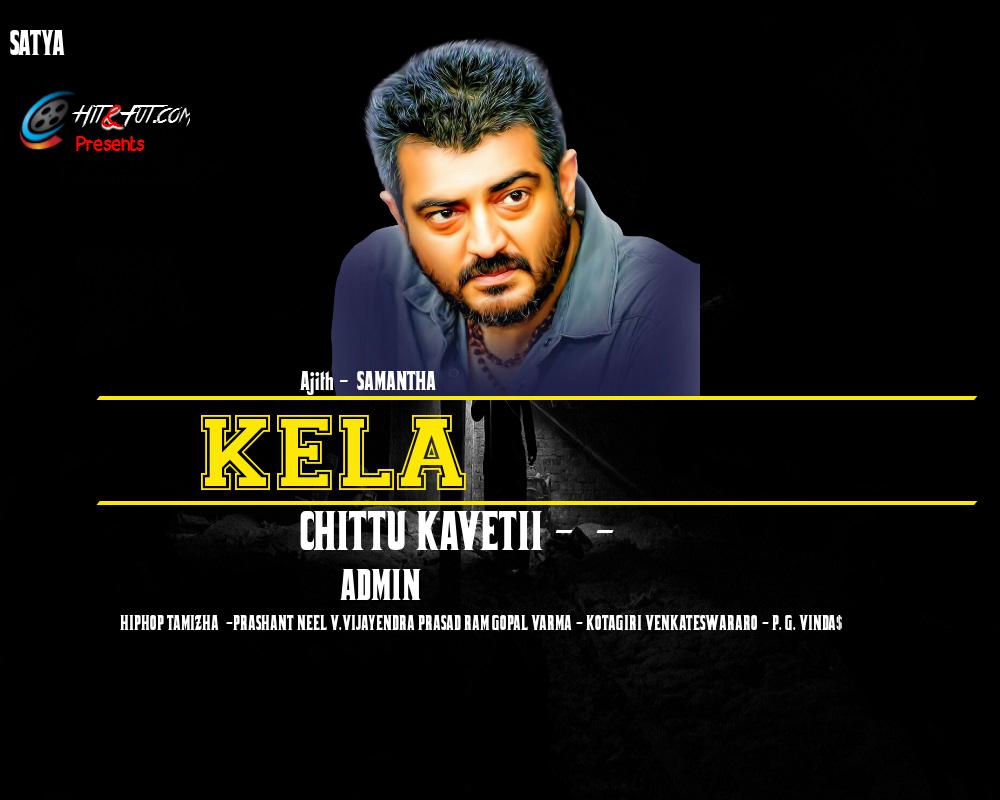 SATYA
HIT&FUT.COM
Presents
Ajith - SAMANTHA
KELA
CHITTU KAVETII - -
ADMIN
HIPHOP TAMIZHA -PRASHANT NEEL V.VIJAYENDRA PRASAD RAM GOPAL VARMA - KOTAGIRI VENKATESWARARO - P. G. VINDA$